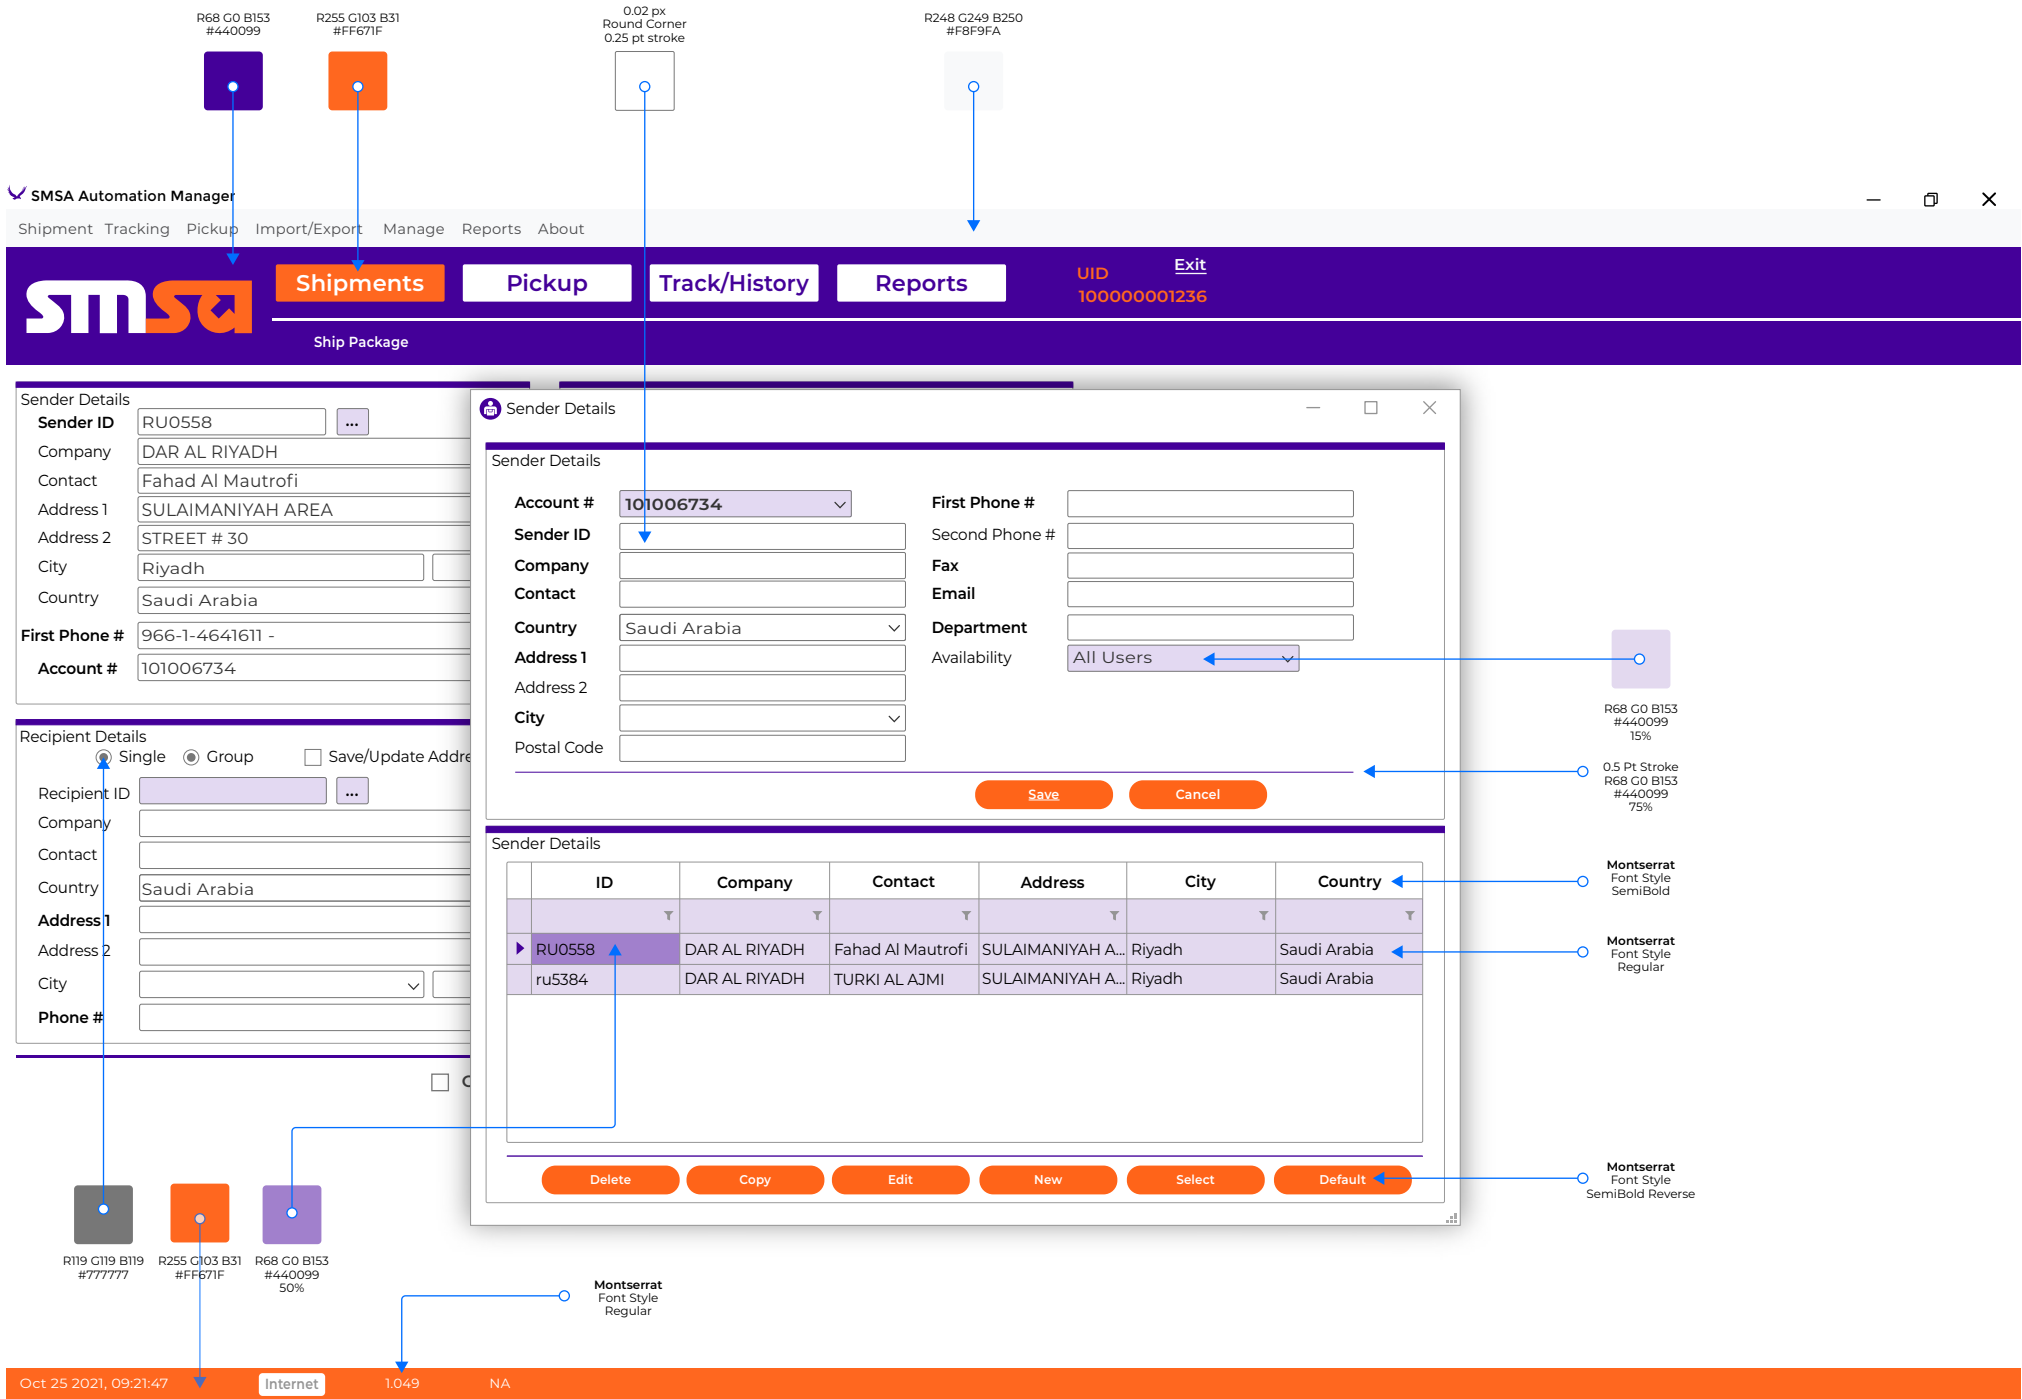 R68 G0 B153
#440099
R255 G103 B31
#FF671F
0.02 px
Round Corner
0.25 pt stroke
R248 G249 B250
#F8F9FA
SMSA Automation Manager
Shipment Tracking Pickup Import/Export Manage Reports About
smsa
Shipments Pickup Track/History Reports
UID
100000001236
Exit
Ship Package
Sender Details
Sender ID RU0558 ...
Company DAR AL RIYADH
Contact Fahad Al Mautrofi
Address 1 SULAIMANIYAH AREA
Address 2 STREET # 30
City Riyadh
Country Saudi Arabia
First Phone # 966-1-4641611 -
Account # 101006734
Recipient Details
Single Group Save/Update Addre
Recipient ID ...
Company
Contact
Country Saudi Arabia
Address 1
Address 2
City
Phone #
Sender Details
Sender Details
Account # 101006734 First Phone #
Sender ID Second Phone #
Company Fax
Contact Email
Country Saudi Arabia Department
Address 1 Availability All Users
Address 2
City
Postal Code
Save Cancel
Sender Details
ID Company Contact Address City Country
RU0558 DAR AL RIYADH Fahad Al Mautrofi SULAIMANIYAH A... Riyadh Saudi Arabia
ru5384 DAR AL RIYADH TURKI AL AJMI SULAIMANIYAH A... Riyadh Saudi Arabia
Delete Copy Edit New Select Default
R68 G0 B153
#440099
15%
0.5 Pt Stroke
R68 G0 B153
#440099
75%
Montserrat
Font Style
SemiBold
Montserrat
Font Style
Regular
Montserrat
Font Style
SemiBold Reverse
R119 G119 B119
#777777
R255 G103 B31
#FF671F
R68 G0 B153
#440099
50%
Montserrat
Font Style
Regular
Oct 25 2021, 09:21:47 Internet 1.049 NA